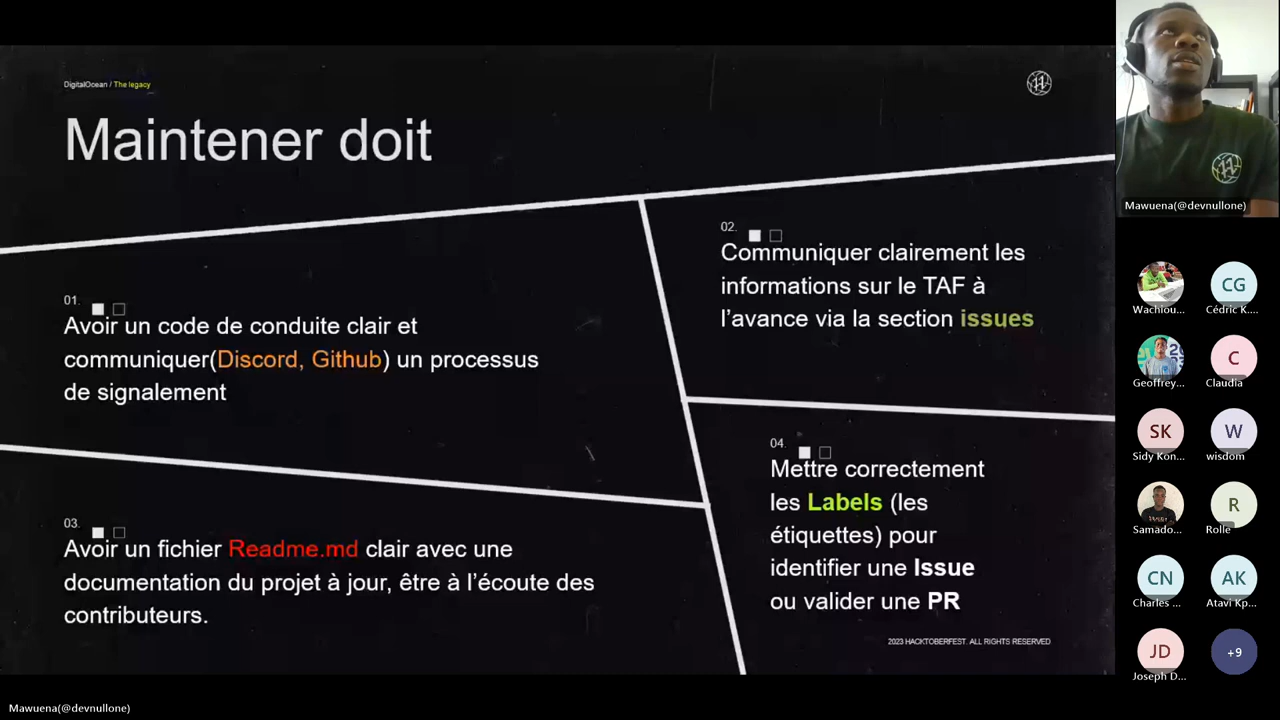 DigitalOcean / The legacy
Maintener doit
01.
Avoir un code de conduite clair et
communiquer(Discord, Github) un processus
de signalement
02.
Communiquer clairement les
informations sur le TAF à
l'avance via la section issues
03.
Avoir un fichier Readme.md clair avec une
documentation du projet à jour, être à l'écoute des
contributeurs.
04.
Mettre correctement
les Labels (les
étiquettes) pour
identifier une Issue
ou valider une PR
2023 HACKTOBERFEST. ALL RIGHTS RESERVED
Mawuena(@devnullone)
Wachiou...
CG
Cédric K....
Geoffrey...
C
Claudia
SK
Sidy Kon...
W
wisdom
Samado...
R
Rolle
CN
Charles ...
AK
Atavi Kp...
JD
Joseph D...
+9
Mawuena(@devnullone)